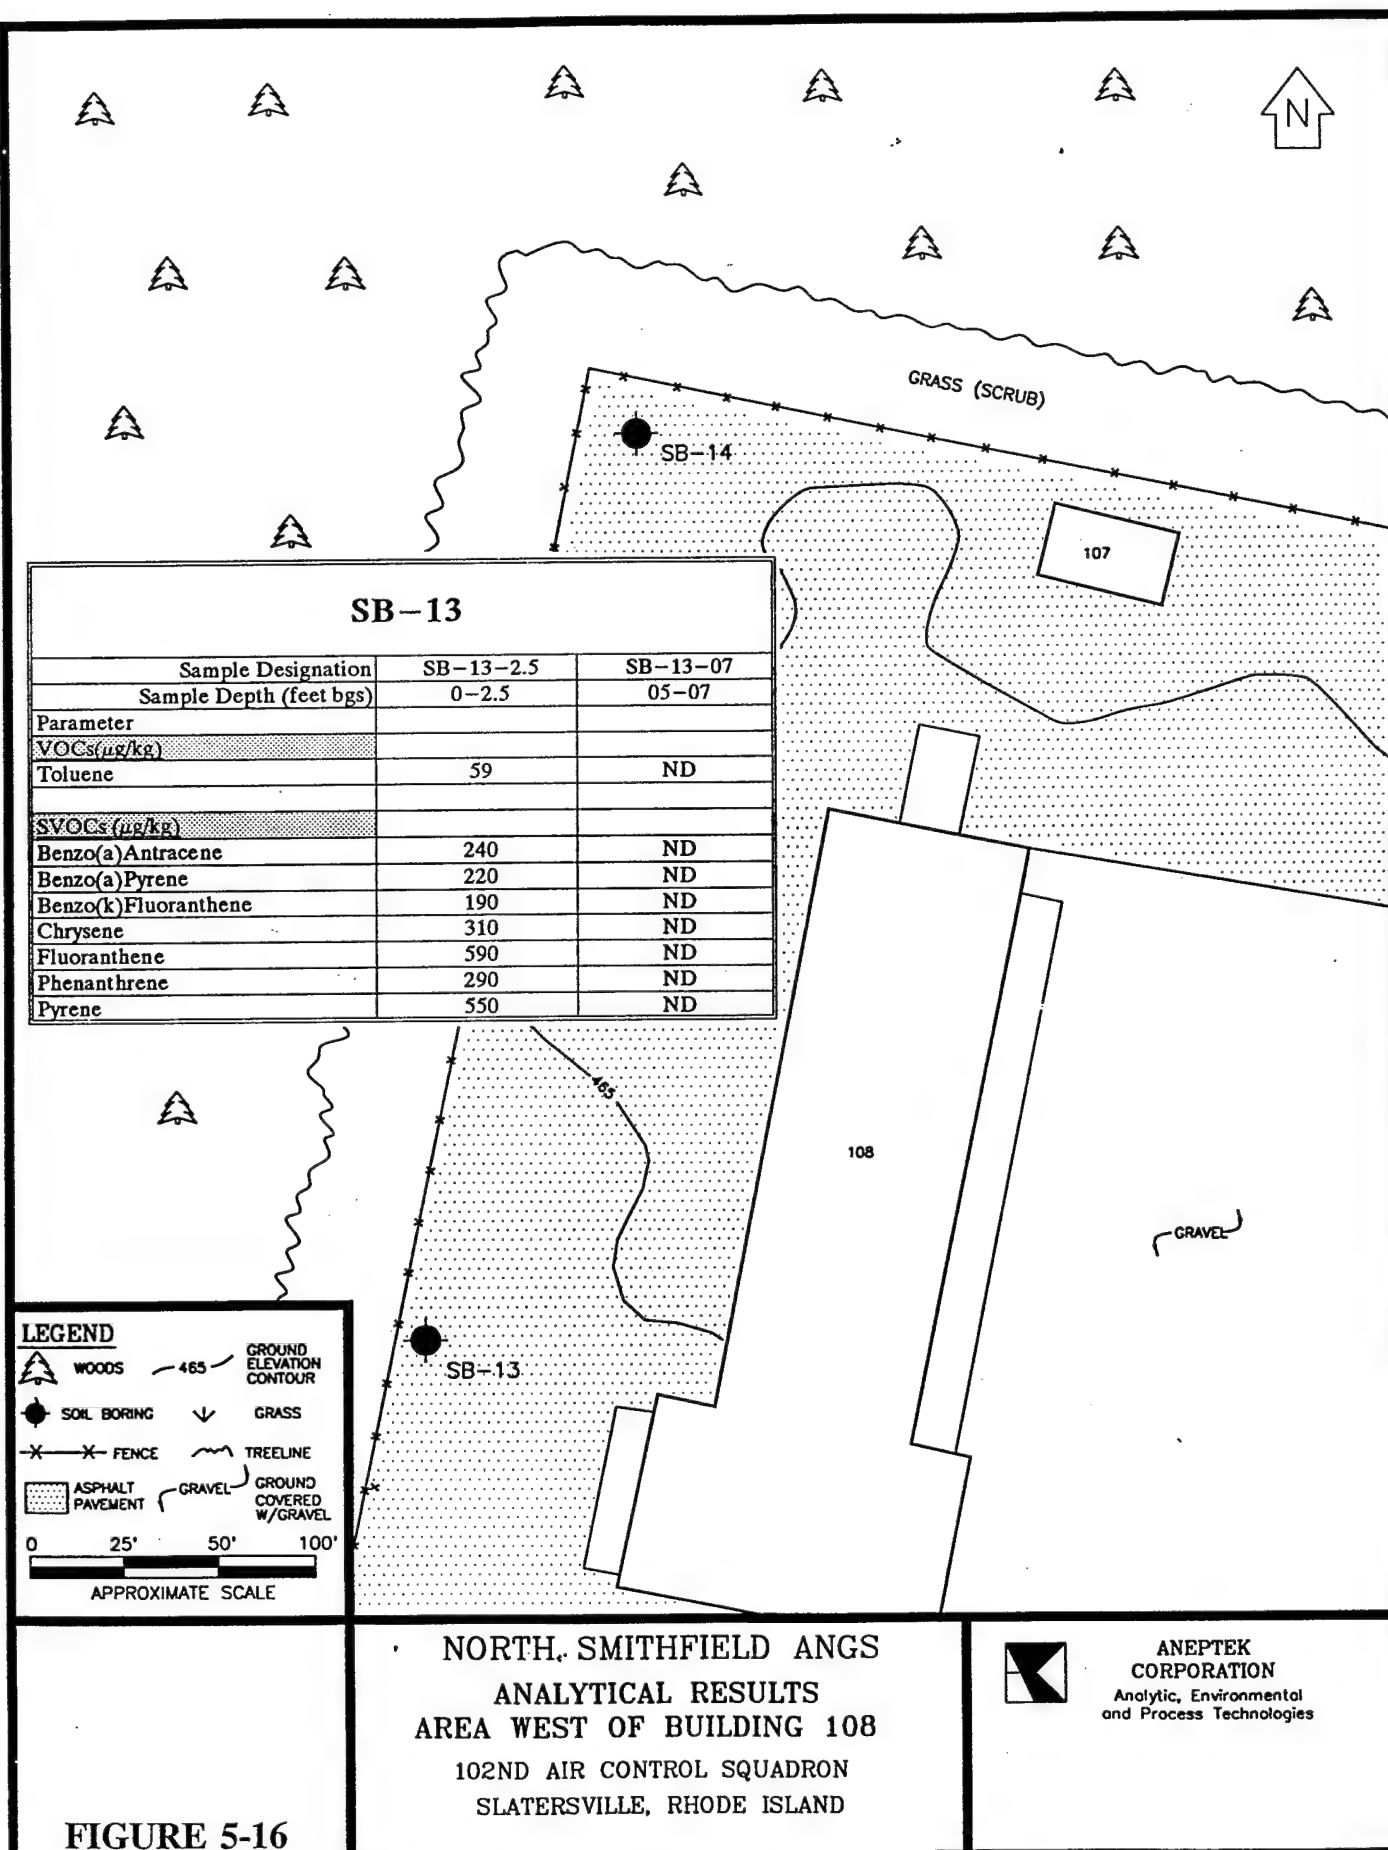 N
GRASS (SCRUB)
SB-14
107
SB-13
Sample Designation SB-13-2.5 SB-13-07
Sample Depth (feet bgs) 0-2.5 05-07
Parameter
VOCs(µg/kg)
Toluene 59 ND
SVOCs (µg/kg)
Benzo(a)Antracene 240 ND
Benzo(a)Pyrene 220 ND
Benzo(k)Fluoranthene 190 ND
Chrysene 310 ND
Fluoranthene 590 ND
Phenanthrene 290 ND
Pyrene 550 ND
465
108
GRAVEL
SB-13
LEGEND
WOODS
465
GROUND
ELEVATION
CONTOUR
SOIL BORING
GRASS
FENCE
TREELINE
ASPHALT
PAVEMENT
GRAVEL
GROUND
COVERED
W/GRAVEL
0 25' 50' 100'
APPROXIMATE SCALE
NORTH SMITHFIELD ANGS
ANALYTICAL RESULTS
AREA WEST OF BUILDING 108
102ND AIR CONTROL SQUADRON
SLATERSVILLE, RHODE ISLAND
ANEPTEK
CORPORATION
Analytic, Environmental
and Process Technologies
FIGURE 5-16